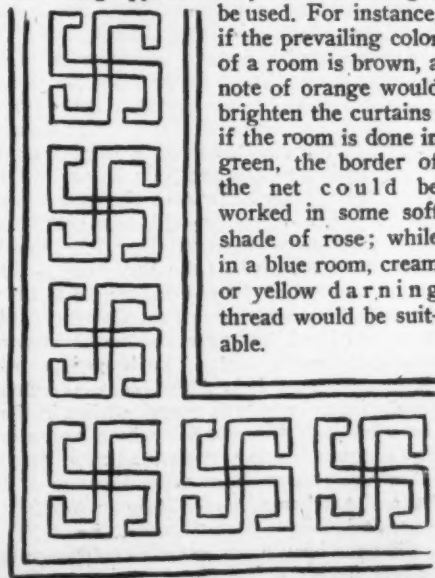 be used. For instance,
if the prevailing color
of a room is brown, a
note of orange would
brighten the curtains;
if the room is done in
green, the border of
the net could be
worked in some soft
shade of rose; while
in a blue room, cream
or yellow darning
thread would be suit-
able.